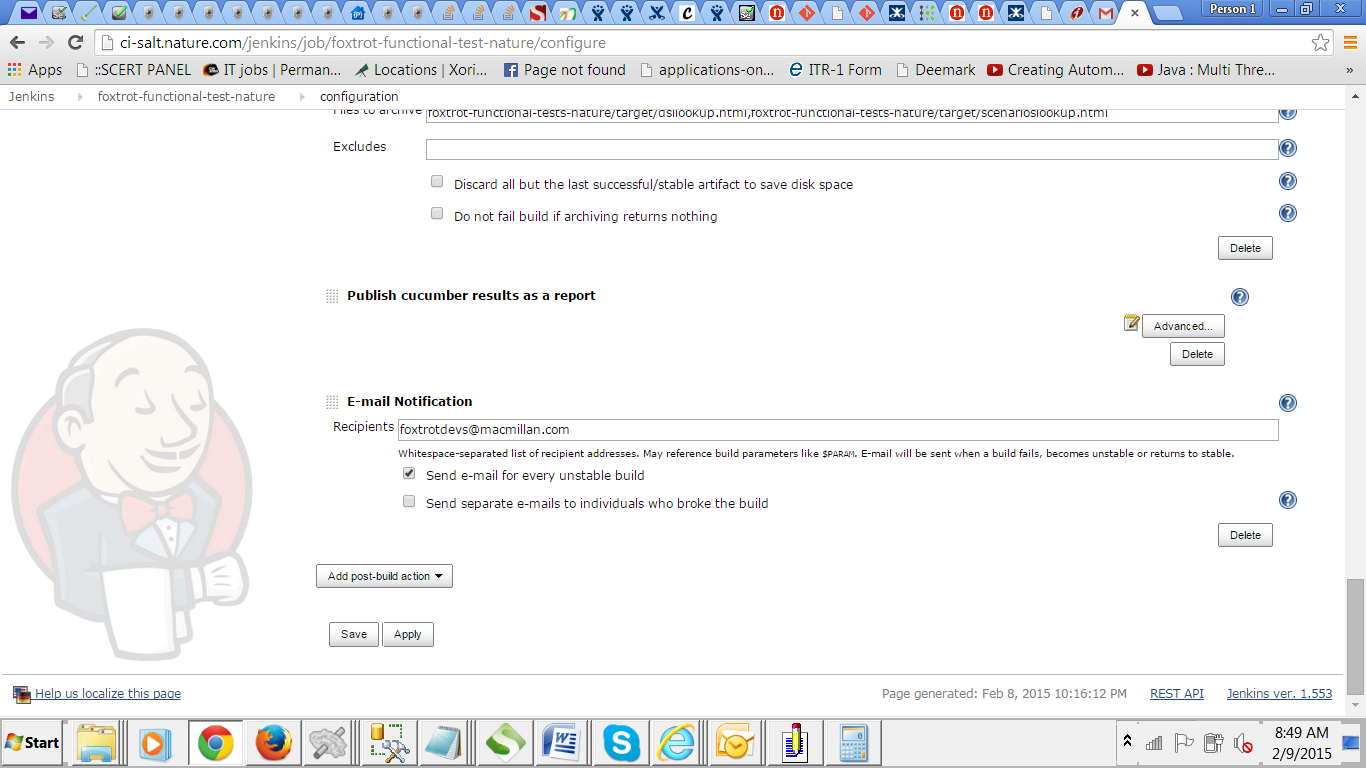 Person 1
ci-salt.nature.com/jenkins/job/foxtrot-functional-test-nature/configure
Apps ::SCERT PANEL IT jobs | Perman... Locations | Xori... Page not found applications-on... ITR-1 Form Deemark Creating Autom... Java : Multi Thre... »
Jenkins foxtrot-functional-test-nature configuration
Files to archive foxtrot-functional-tests-nature/target/dsllookup.html,foxtrot-functional-tests-nature/target/scenarioslookup.html
Excludes
Discard all but the last successful/stable artifact to save disk space
Do not fail build if archiving returns nothing
Delete
Publish cucumber results as a report
Advanced...
Delete
E-mail Notification
Recipients foxtrotdevs@macmillan.com
Whitespace-separated list of recipient addresses. May reference build parameters like $PARAM. E-mail will be sent when a build fails, becomes unstable or returns to stable.
Send e-mail for every unstable build
Send separate e-mails to individuals who broke the build
Delete
Add post-build action
Save Apply
Help us localize this page Page generated: Feb 8, 2015 10:16:12 PM REST API Jenkins ver. 1.553
Start 8:49 AM
2/9/2015